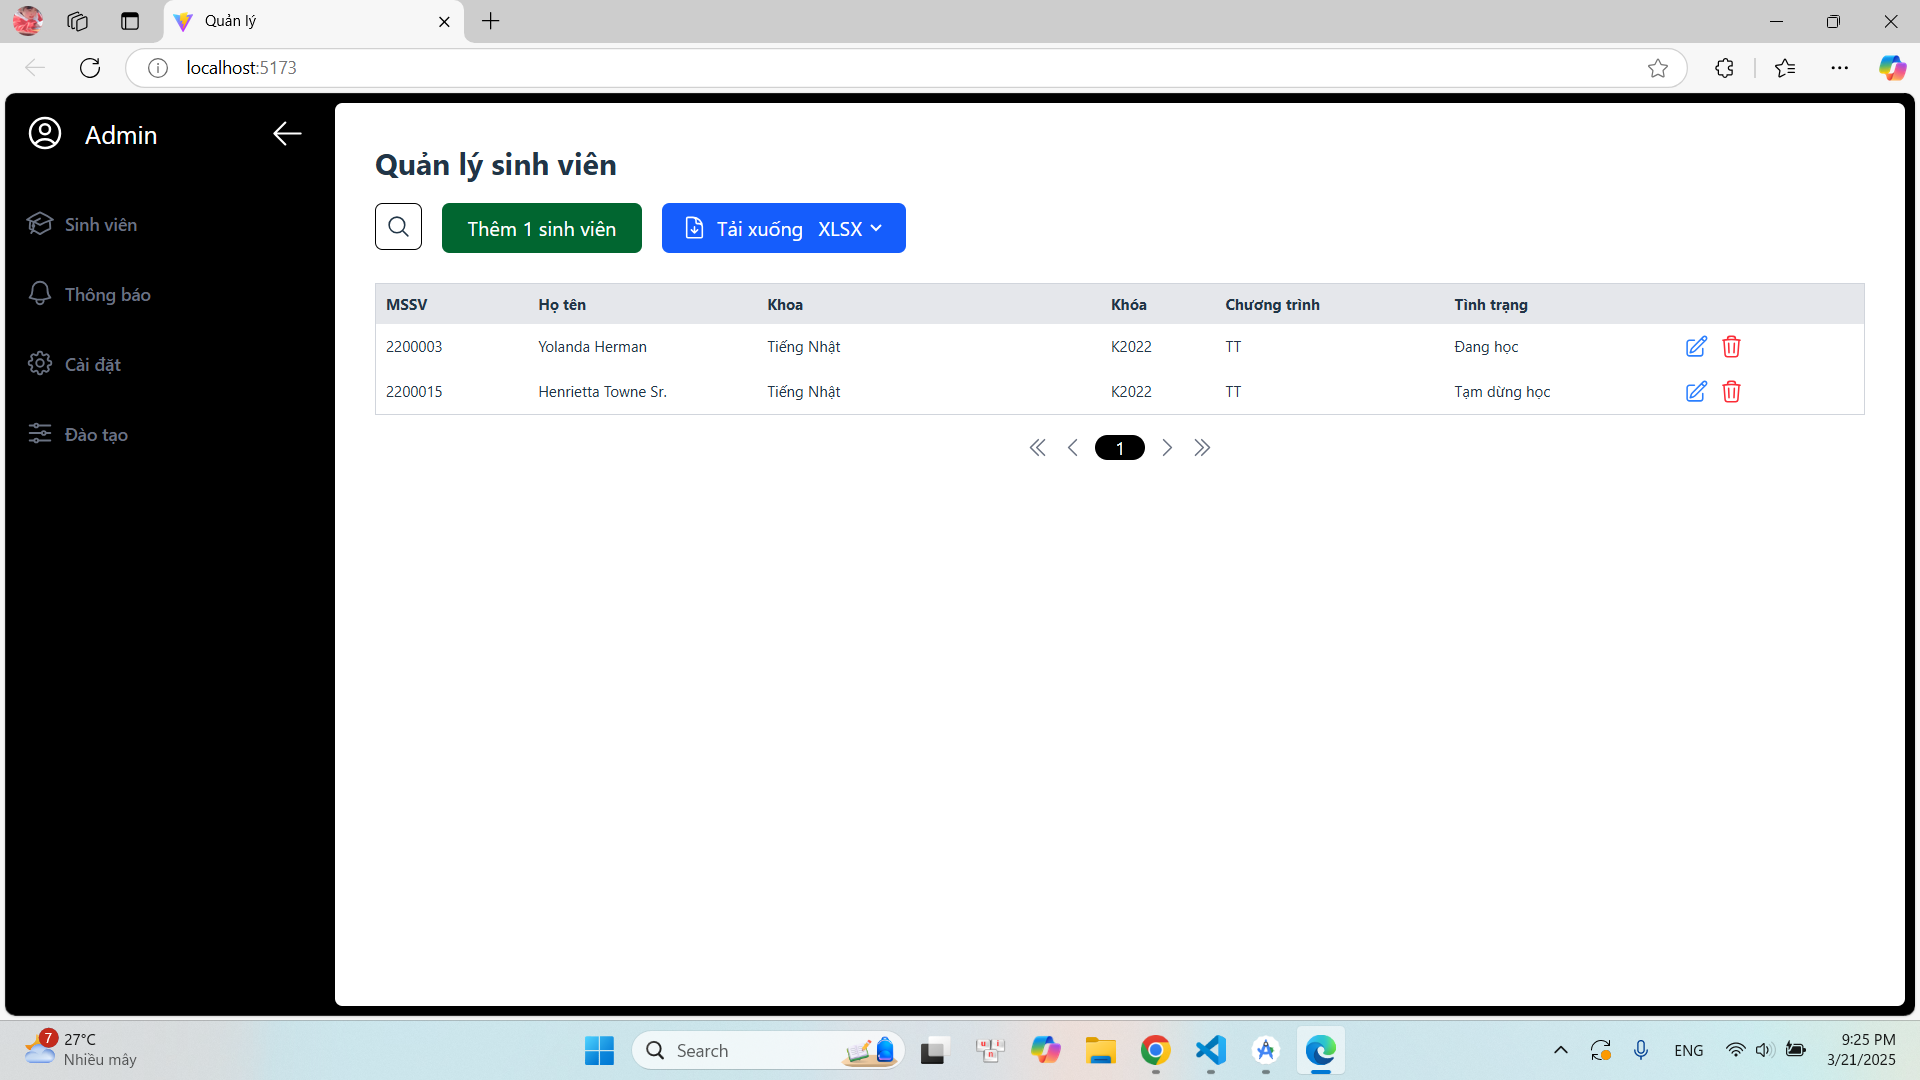 Quản lý
localhost:5173
Admin
Sinh viên
Thông báo
Cài đặt
Đào tạo
Quản lý sinh viên
Thêm 1 sinh viên
Tải xuống XLSX
MSSV Họ tên Khoa Khóa Chương trình Tình trạng
2200003 Yolanda Herman Tiếng Nhật K2022 TT Đang học
2200015 Henrietta Towne Sr. Tiếng Nhật K2022 TT Tạm dừng học
1
7
27°C
Nhiều mây
Search
ENG
9:25 PM
3/21/2025